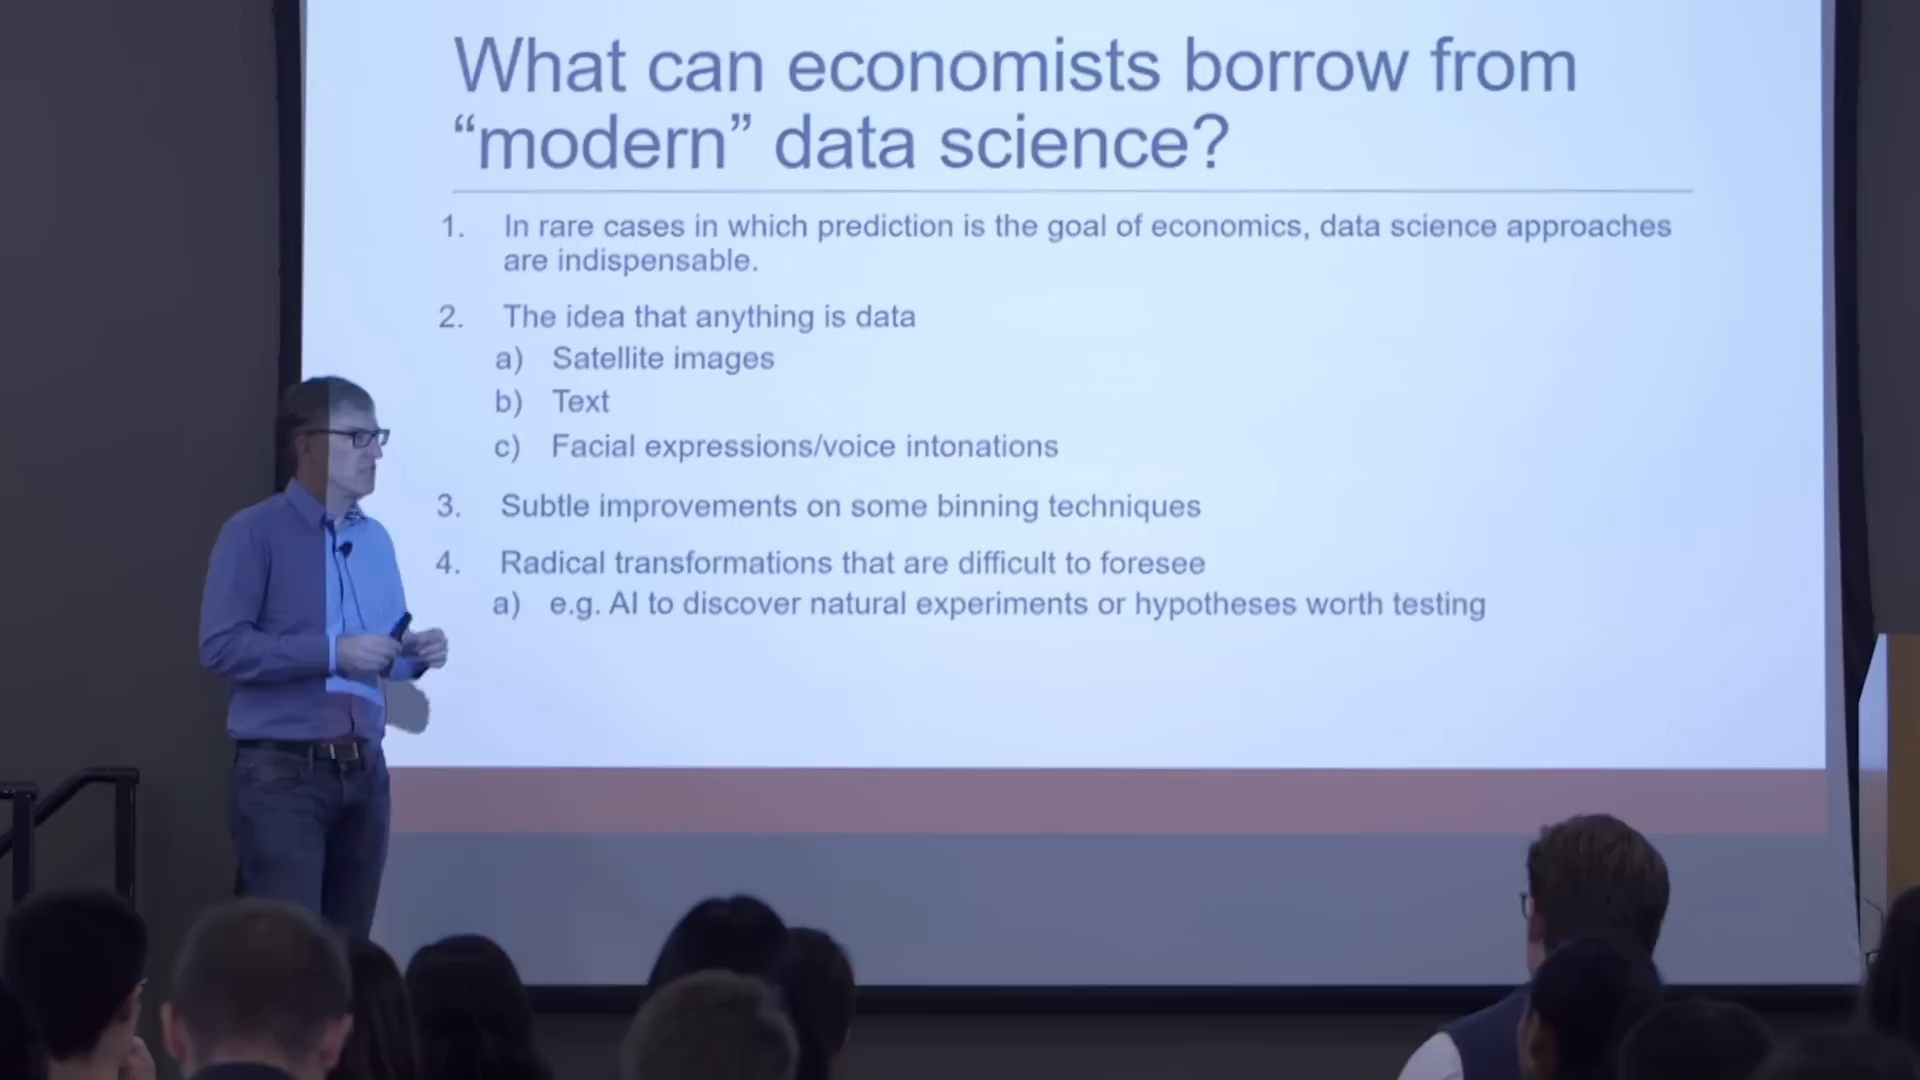 What can economists borrow from
“modern” data science?
1. In rare cases in which prediction is the goal of economics, data science approaches
are indispensable.
2. The idea that anything is data
a) Satellite images
b) Text
c) Facial expressions/voice intonations
3. Subtle improvements on some binning techniques
4. Radical transformations that are difficult to foresee
a) e.g. AI to discover natural experiments or hypotheses worth testing